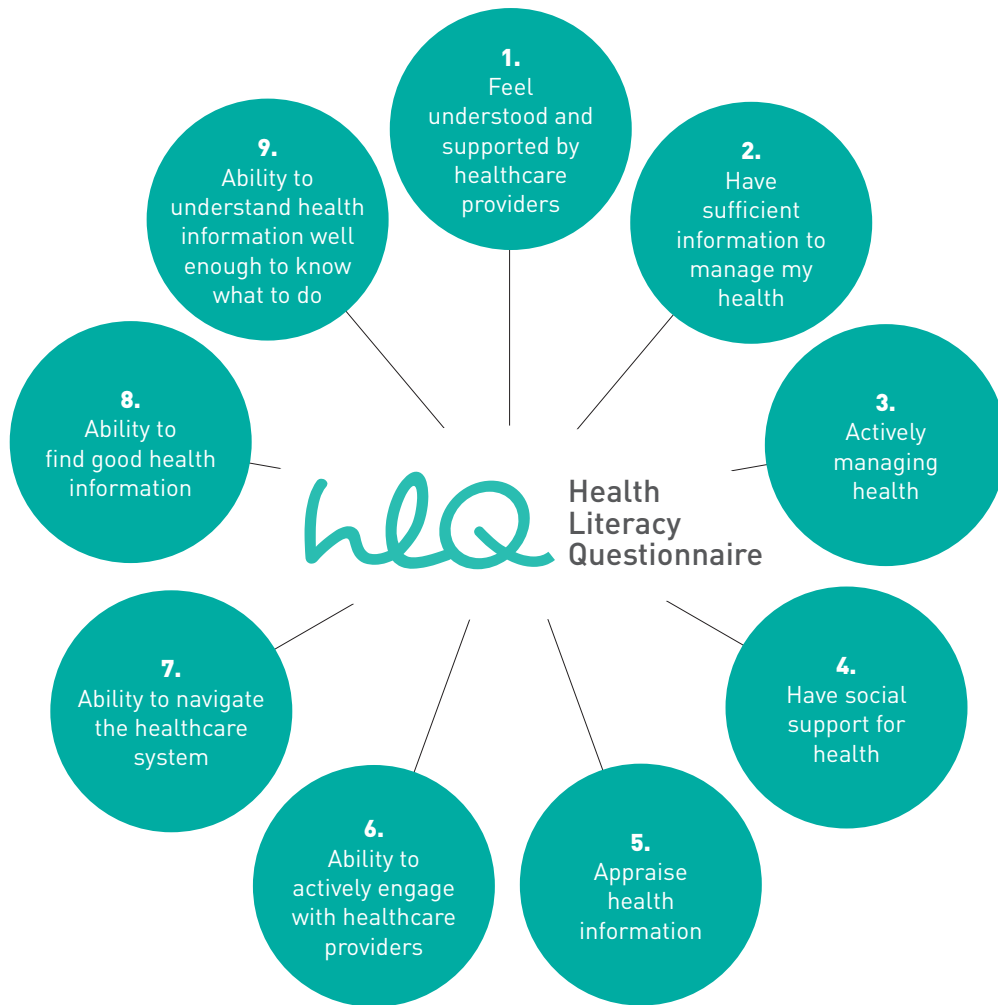 1.
Feel
understood and
supported by
healthcare
providers
2.
Have
sufficient
information to
manage my
health
3.
Actively
managing
health
4.
Have social
support for
health
5.
Appraise
health
information
6.
Ability to
actively engage
with healthcare
providers
7.
Ability to navigate
the healthcare
system
8.
Ability to
find good health
information
9.
Ability to
understand health
information well
enough to know
what to do
hlQ
Health
Literacy
Questionnaire